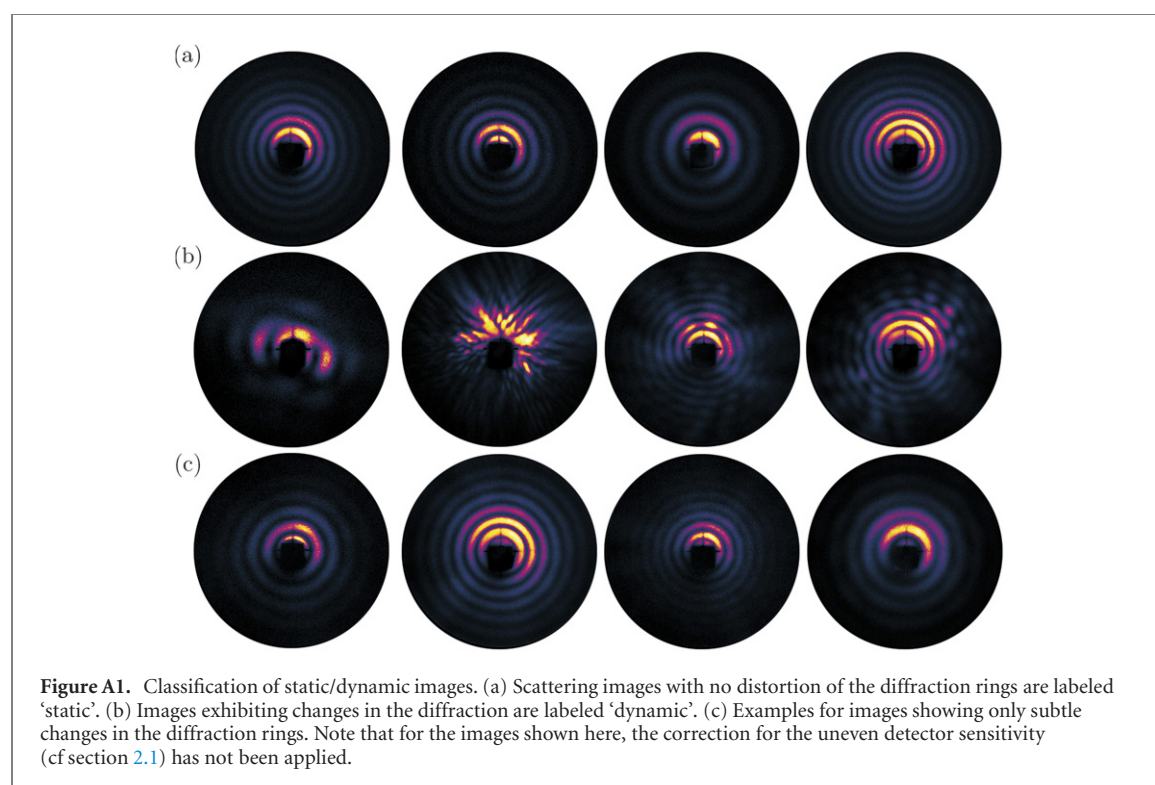 (a)
(b)
(c)
Figure A1. Classification of static/dynamic images. (a) Scattering images with no distortion of the diffraction rings are labeled
‘static’. (b) Images exhibiting changes in the diffraction are labeled ‘dynamic’. (c) Examples for images showing only subtle
changes in the diffraction rings. Note that for the images shown here, the correction for the uneven detector sensitivity
(cf section 2.1) has not been applied.